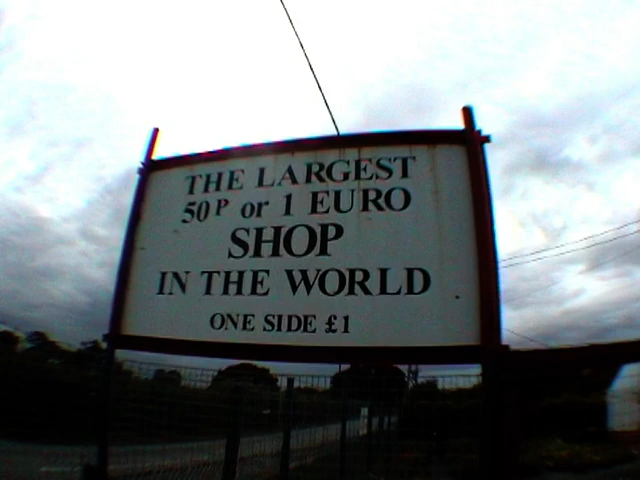 THE LARGEST
50P or 1 EURO
SHOP
IN THE WORLD
ONE SIDE £1